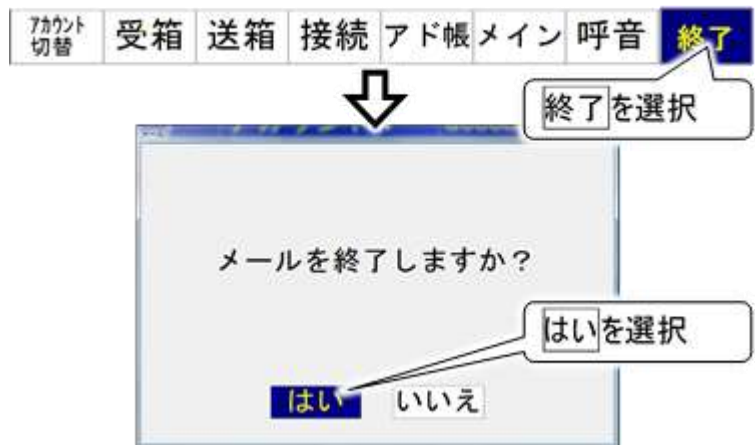 アカウント
切替
受箱
送箱
接続
アド帳
メイン
呼音
終了
終了を選択
メールを終了しますか？
はいを選択
はい
いいえ